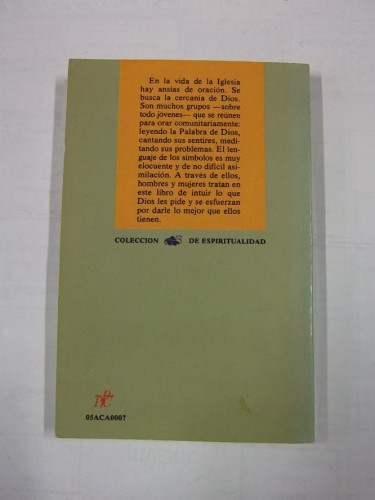 En la vida de la Iglesia
hay ansias de oración. Se
busca la cercanía de Dios.
Son muchos grupos —sobre
todo jóvenes— que se reúnen
para orar comunitariamente:
leyendo la Palabra de Dios,
cantando sus sentires, medi-
tando sus problemas. El len-
guaje de los símbolos es muy
elocuente y de no difícil asi-
milación. A través de ellos,
hombres y mujeres tratan en
este libro de intuir lo que
Dios les pide y se esfuerzan
por darle lo mejor que ellos
tienen.
COLECCION DE ESPIRITUALIDAD
05ACA0007